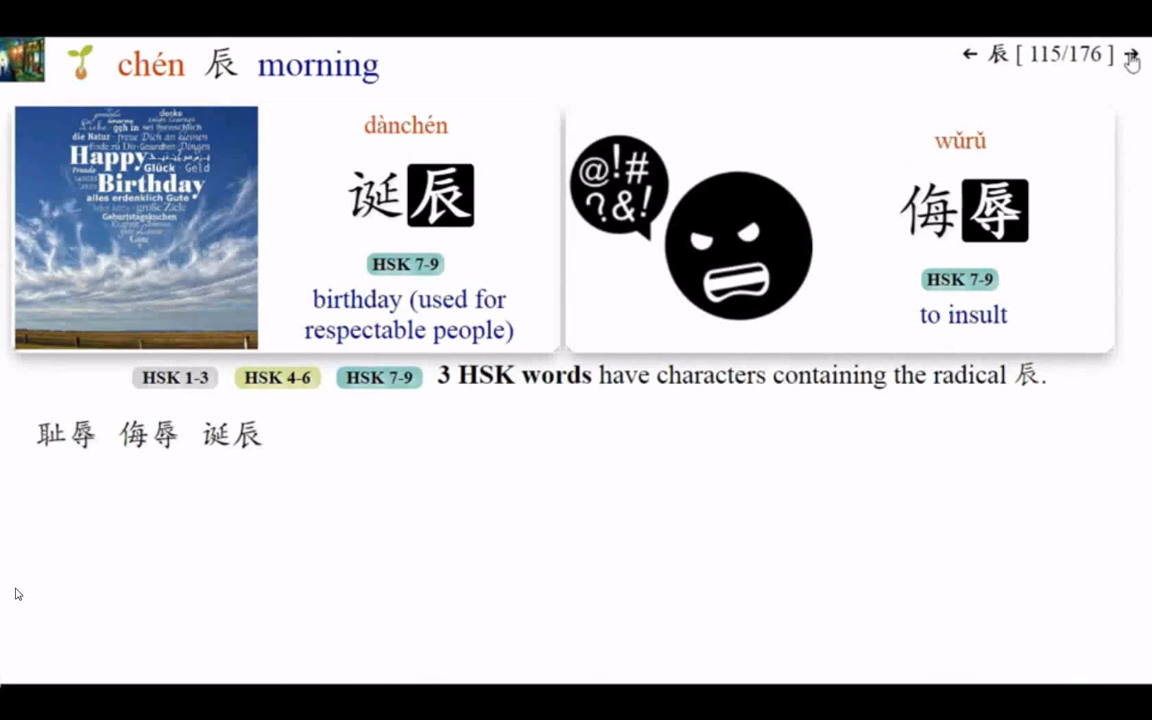 chén 辰 morning
← 辰 [ 115/176 ] →
Happy
Glück Geld
Birthday
alles erdenklich Gute
dànchén
诞辰
HSK 7-9
birthday (used for
respectable people)
@!#
?&!
wǔrǔ
侮辱
HSK 7-9
to insult
HSK 1-3 HSK 4-6 HSK 7-9 3 HSK words have characters containing the radical 辰.
耻辱 侮辱 诞辰